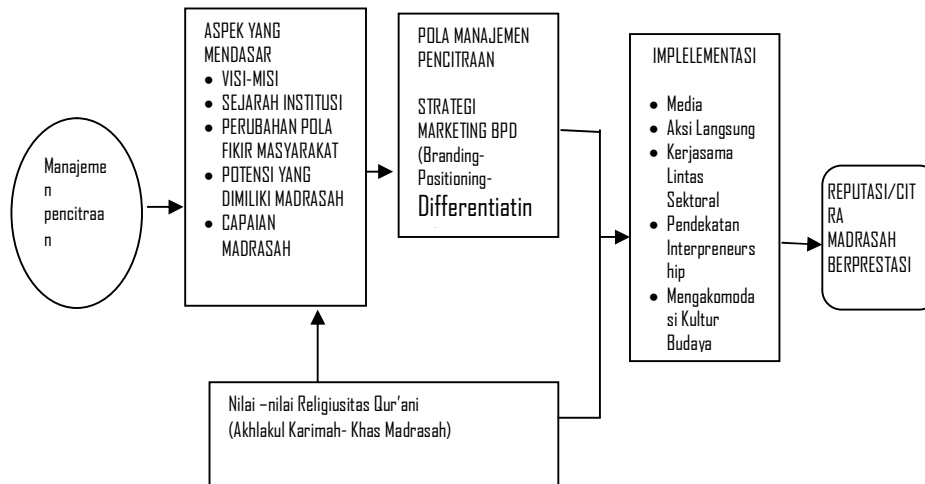 Manajeme
n
pencitraa
n
ASPEK YANG
MENDASAR
• VISI-MISI
• SEJARAH INSTITUSI
• PERUBAHAN POLA
FIKIR MASYARAKAT
• POTENSI YANG
DIMILIKI MADRASAH
• CAPAIAN
MADRASAH
POLA MANAJEMEN
PENCITRAAN
STRATEGI
MARKETING BPD
(Branding-
Positioning-
Differentiatin
IMPLELEMENTASI
• Media
• Aksi Langsung
• Kerjasama
Lintas
Sektoral
• Pendekatan
Interpreneurs
hip
• Mengakomoda
si Kultur
Budaya
REPUTASI/CIT
RA
MADRASAH
BERPRESTASI
Nilai –nilai Religiusitas Qur'ani
(Akhlakul Karimah- Khas Madrasah)